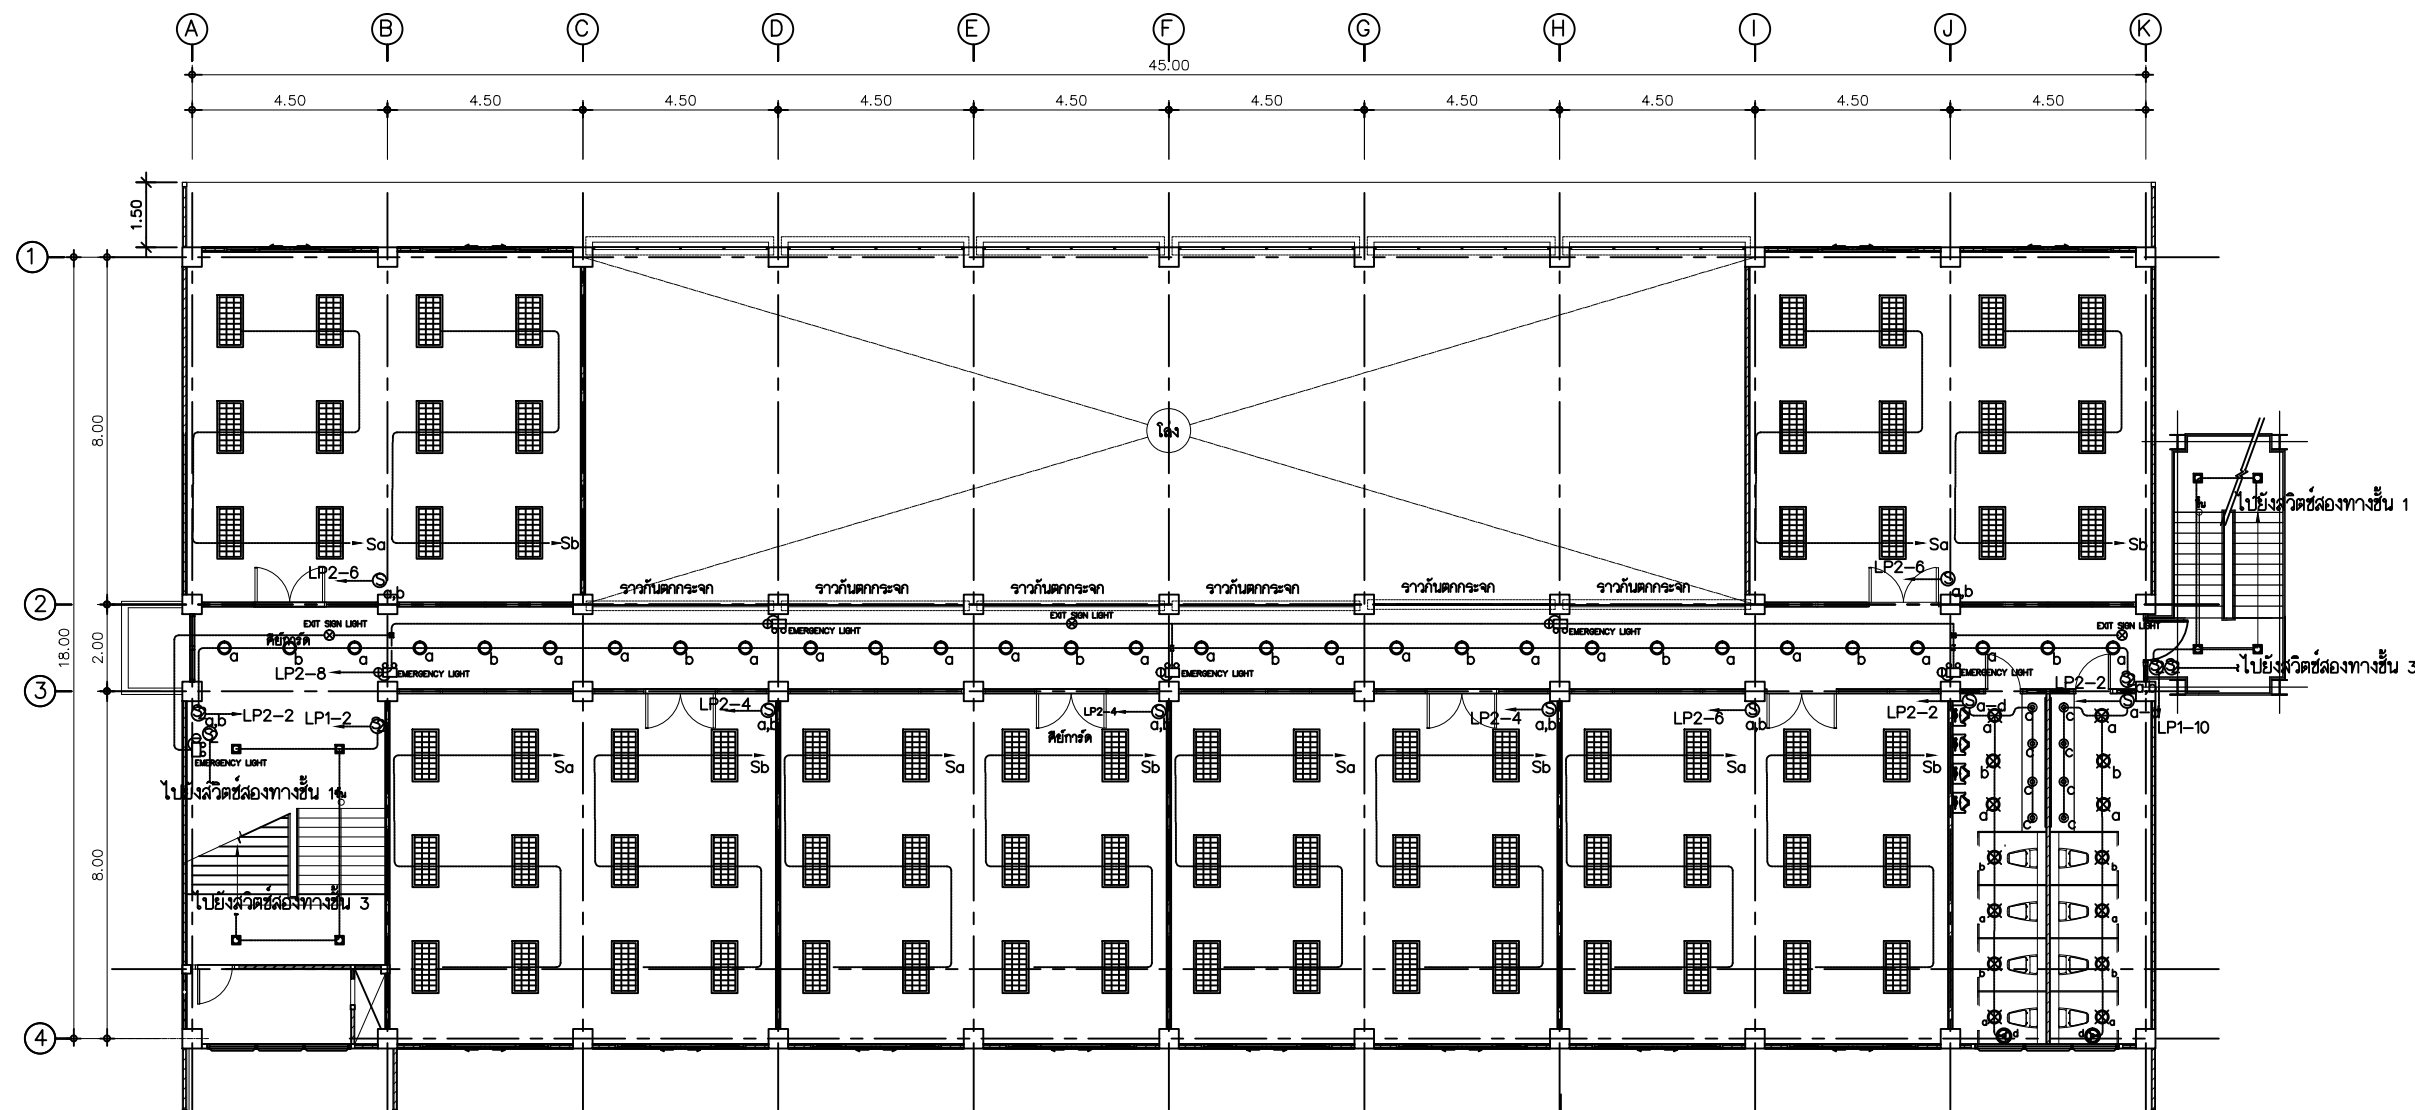 A B C D E F G H I J K
45.00
4.50 4.50 4.50 4.50 4.50 4.50 4.50 4.50 4.50 4.50
1.50
1
8.00
โล่ง
ไปยังสวิตช์สองทางชั้น 1
Sa Sb Sa Sb
LP2-6 LP2-6
a,b a,b
ราวกันตกกระจก ราวกันตกกระจก ราวกันตกกระจก ราวกันตกกระจก ราวกันตกกระจก ราวกันตกกระจก
2
EXIT SIGN LIGHT EXIT SIGN LIGHT EXIT SIGN LIGHT
EMERGENCY LIGHT EMERGENCY LIGHT
คีย์การ์ด
18.00
2.00
a b a a b a a b a a b a a b a a b a a b a a b a a b a a b a
LP2-8 EMERGENCY LIGHT EMERGENCY LIGHT EMERGENCY LIGHT
ไปยังสวิตช์สองทางชั้น 3
LP2-2
a,b
3
LP2-2 LP1-2 LP2-4 LP2-4 LP2-4 LP2-6 LP2-2
a,b a,b a,b a,b a,b a-d a-d
LP1-10
คีย์การ์ด
EMERGENCY LIGHT
Sa Sb Sa Sb Sa Sb Sa Sb
ไปยังสวิตช์สองทางชั้น 1
8.00
ไปยังสวิตช์สองทางชั้น 3
a c c a
b c c b
a c c a
b b
a a
b b
a a
d d
4